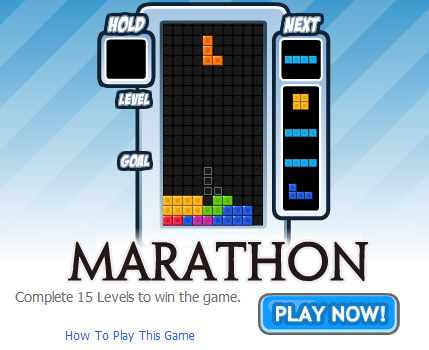 HOLD
NEXT
LEVEL
GOAL
MARATHON
Complete 15 Levels to win the game.
PLAY NOW!
How To Play This Game